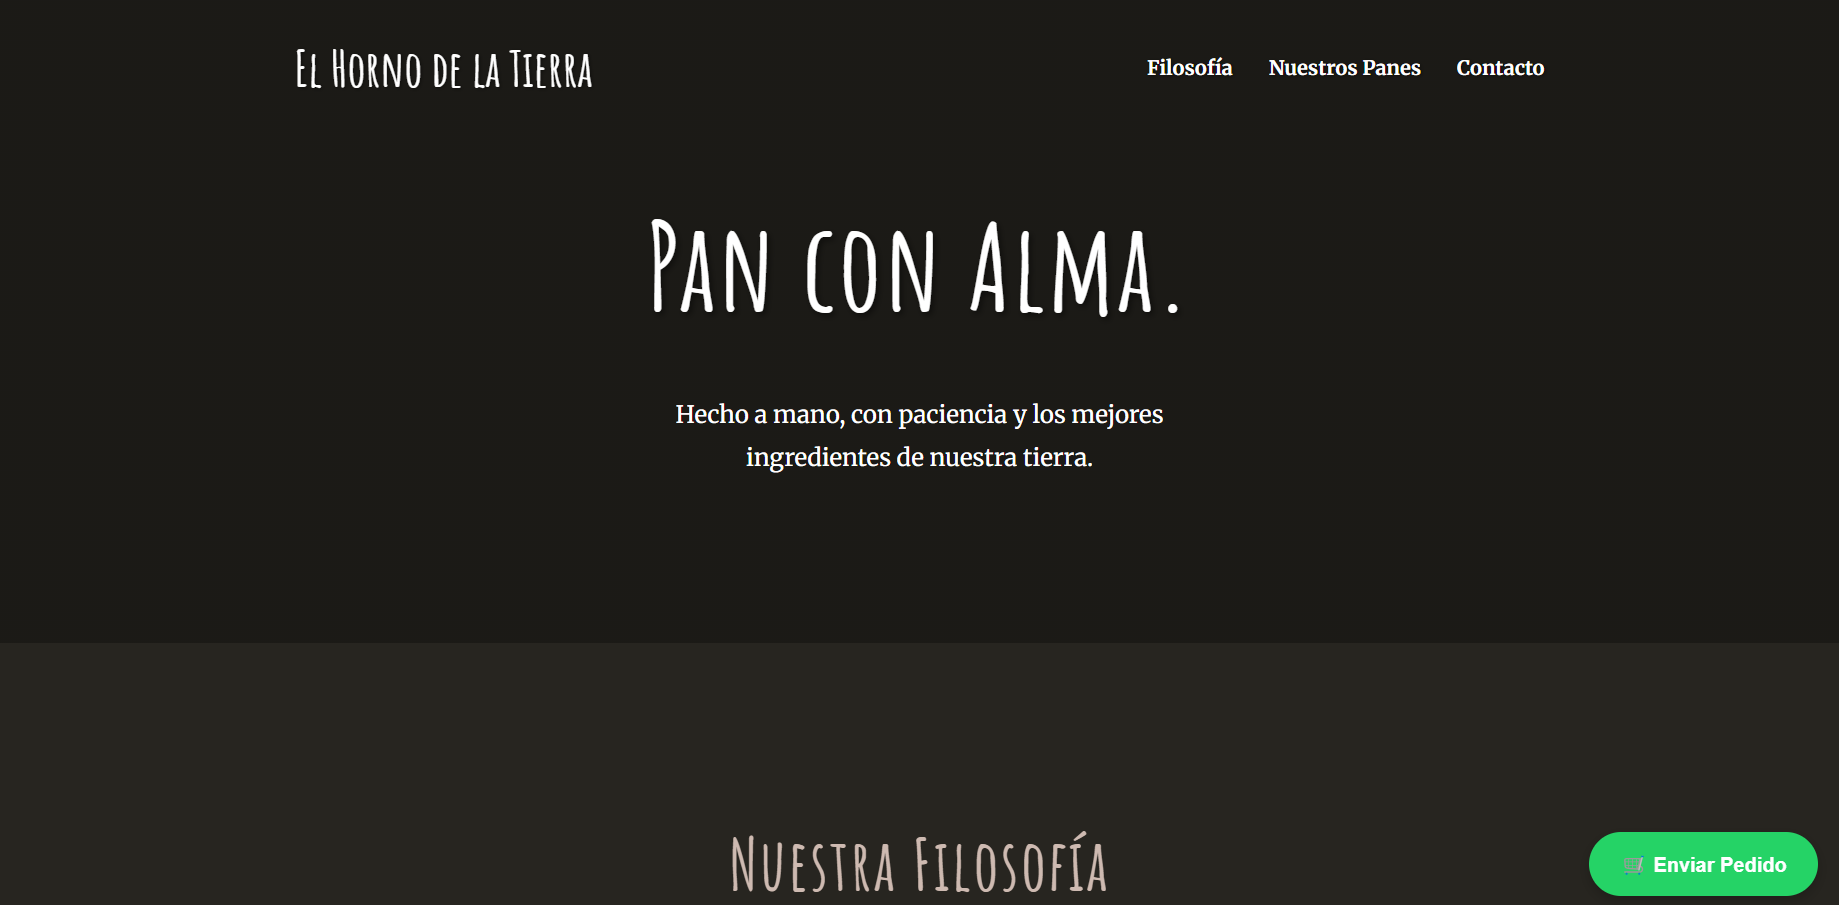 El Horno de la Tierra
Filosofía
Nuestros Panes
Contacto
Pan con Alma.
Hecho a mano, con paciencia y los mejores
ingredientes de nuestra tierra.
Nuestra Filosofía
🛒 Enviar Pedido